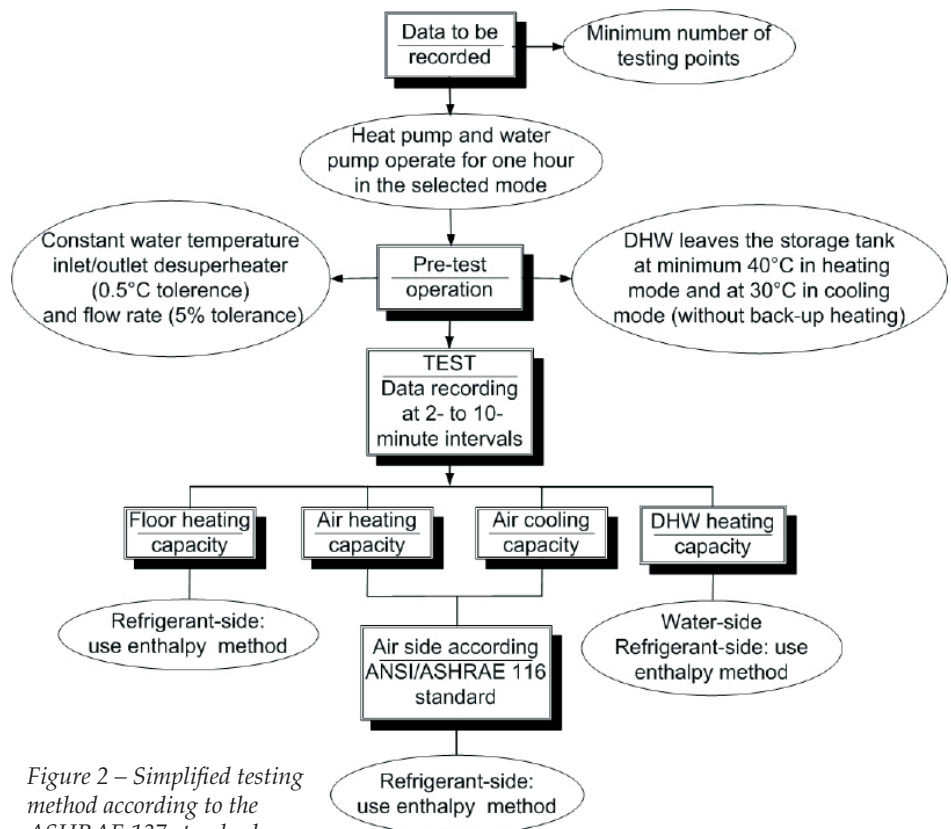 Data to be
recorded
Minimum number of
testing points
Heat pump and water
pump operate for one hour
in the selected mode
Constant water temperature
inlet/outlet desuperheater
(0.5°C tolerence)
and flow rate (5% tolerance)
Pre-test
operation
DHW leaves the storage tank
at minimum 40°C in heating
mode and at 30°C in cooling
mode (without back-up heating)
TEST
Data recording
at 2- to 10-
minute intervals
Floor heating
capacity
Air heating
capacity
Air cooling
capacity
DHW heating
capacity
Refrigerant-side:
use enthalpy method
Air side according
ANSI/ASHRAE 116
standard
Water-side
Refrigerant-side: use
enthalpy method
Refrigerant-side:
use enthalpy method
Figure 2 – Simplified testing
method according to the
ASHRAE 137 standard